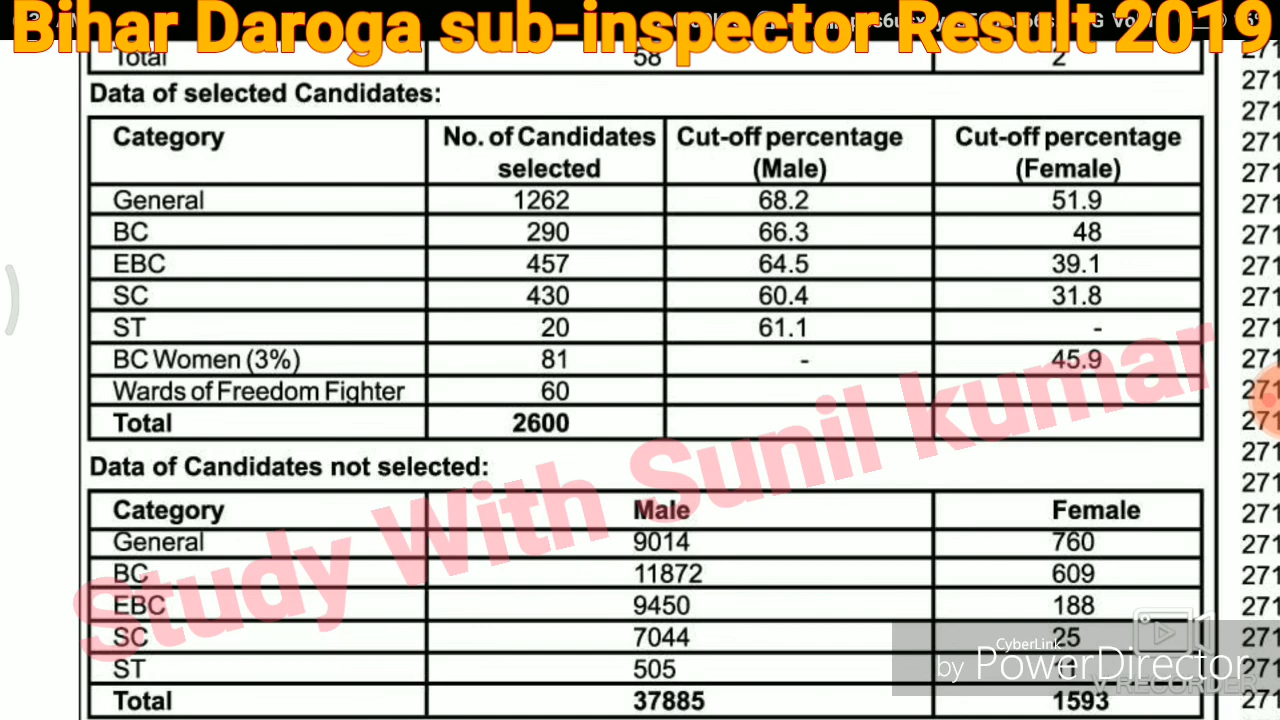 Bihar Daroga sub-inspector Result 2019
Total 58 2
Data of selected Candidates:
Category No. of Candidates selected Cut-off percentage (Male) Cut-off percentage (Female)
General 1262 68.2 51.9
BC 290 66.3 48
EBC 457 64.5 39.1
SC 430 60.4 31.8
ST 20 61.1 -
BC Women (3%) 81 - 45.9
Wards of Freedom Fighter 60
Total 2600
Data of Candidates not selected:
Category Male Female
General 9014 760
BC 11872 609
EBC 9450 188
SC 7044 25
ST 505
Total 37885 1593
Study With Sunil kumar
CyberLink
by PowerDirector
RECORDER